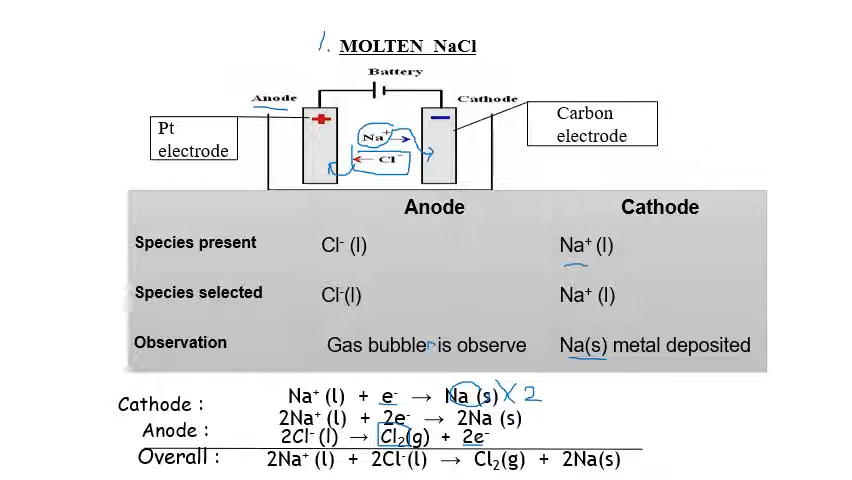 1. MOLTEN NaCl
Battery
Anode
Cathode
Pt
electrode
+
−
Carbon
electrode
Na⁺ →
← Cl⁻
Anode Cathode
Species present Cl⁻ (l) Na⁺ (l)
Species selected Cl⁻(l) Na⁺ (l)
Observation Gas bubble is observe Na(s) metal deposited
Cathode : Na⁺ (l) + e⁻ → Na (s) X 2
2Na⁺ (l) + 2e⁻ → 2Na (s)
Anode : 2Cl⁻ (l) → Cl₂(g) + 2e⁻
Overall : 2Na⁺ (l) + 2Cl⁻(l) → Cl₂(g) + 2Na(s)